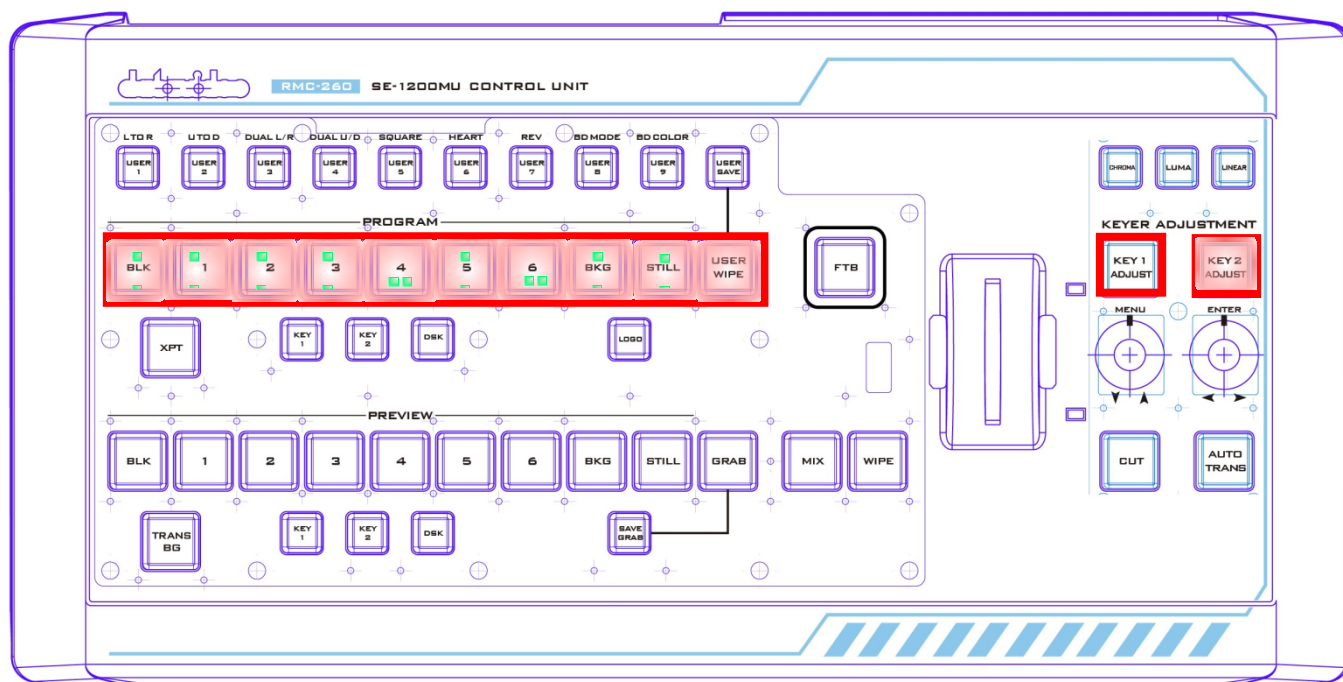 RMC-260 SE-1200MU CONTROL UNIT
L TO R U TO D DUAL L/R DUAL U/D SQUARE HEART REV BD MODE BD COLOR
USER 1 USER 2 USER 3 USER 4 USER 5 USER 6 USER 7 USER 8 USER 9 USER SAVE
CHROMA LUMA LINEAR
PROGRAM
KEYER ADJUSTMENT
BLK 1 2 3 4 5 6 BKG STILL USER WIPE
FTB
KEY 1 ADJUST KEY 2 ADJUST
MENU ENTER
XPT KEY 1 KEY 2 DSK LOGO
PREVIEW
BLK 1 2 3 4 5 6 BKG STILL GRAB MIX WIPE
CUT AUTO TRANS
TRANS BG KEY 1 KEY 2 DSK SAVE GRAB